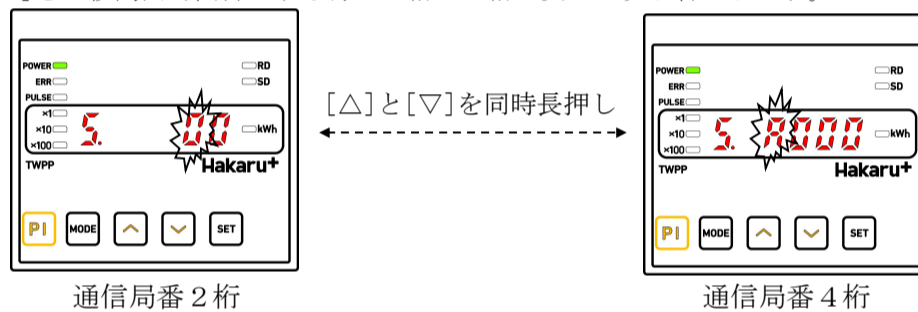 POWER
ERR
PULSE
×1
×10
×100
RD
SD
S. 00
kWh
TWPP
Hakaru+
PI
MODE
SET
通信局番2桁
[△]と[▽]を同時長押し
POWER
ERR
PULSE
×1
×10
×100
RD
SD
S. A000
kWh
TWPP
Hakaru+
PI
MODE
SET
通信局番4桁